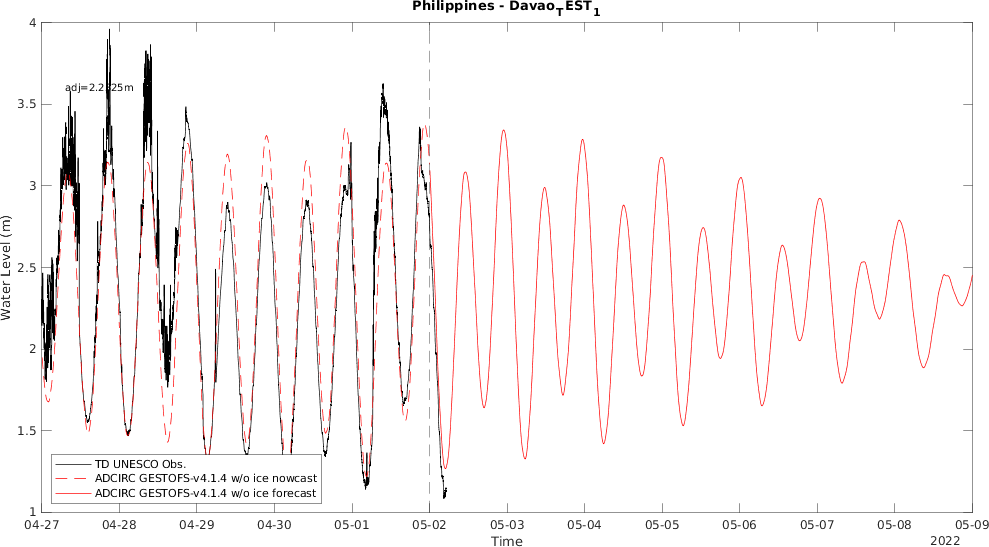 Philippines - Davao_TEST_1
4
adj=2.2 25m
3.5
3
2.5
Water Level (m)
2
1.5
1
TD UNESCO Obs.
ADCIRC GESTOFS-v4.1.4 w/o ice nowcast
ADCIRC GESTOFS-v4.1.4 w/o ice forecast
04-27 04-28 04-29 04-30 05-01 05-02 05-03 05-04 05-05 05-06 05-07 05-08 05-09
Time
2022